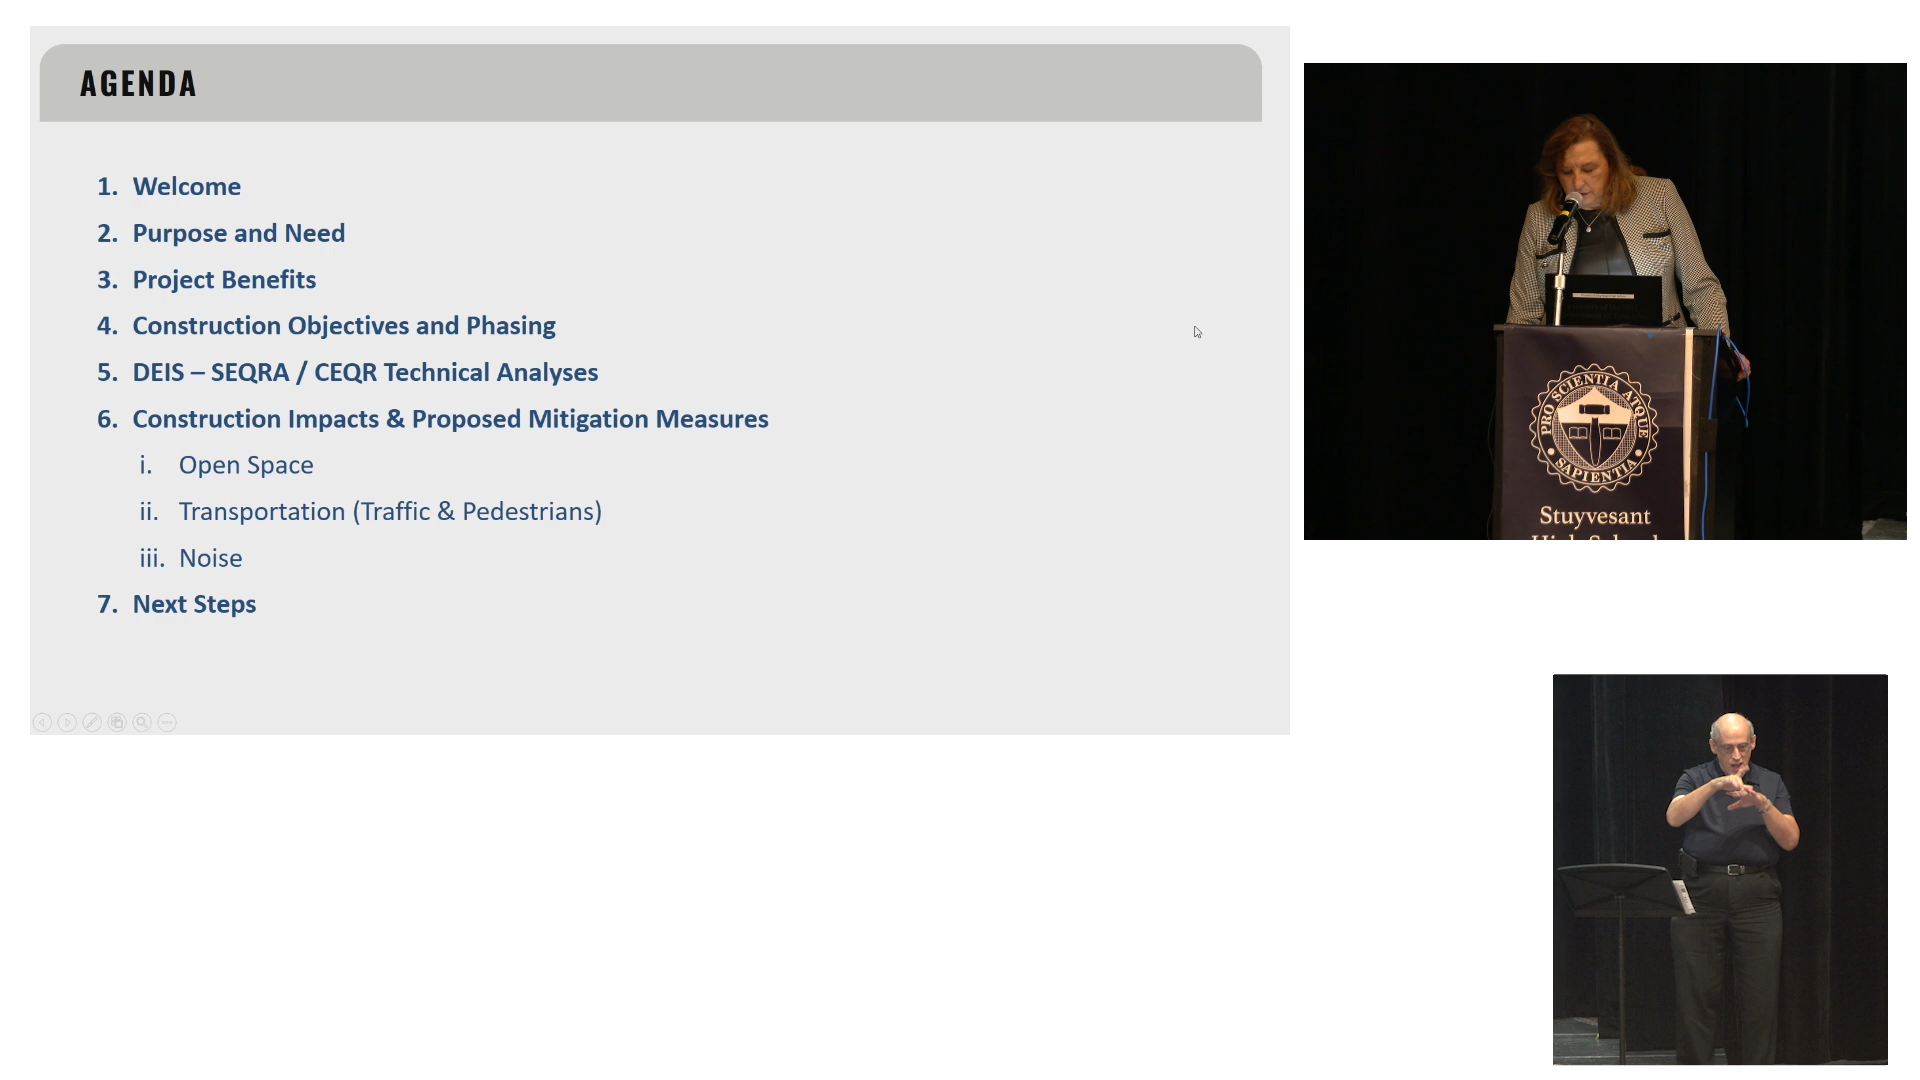 AGENDA
1. Welcome
2. Purpose and Need
3. Project Benefits
4. Construction Objectives and Phasing
5. DEIS – SEQRA / CEQR Technical Analyses
6. Construction Impacts & Proposed Mitigation Measures
i. Open Space
ii. Transportation (Traffic & Pedestrians)
iii. Noise
7. Next Steps
PRO SCIENTIA ATQUE
SAPIENTIA
Stuyvesant
High School